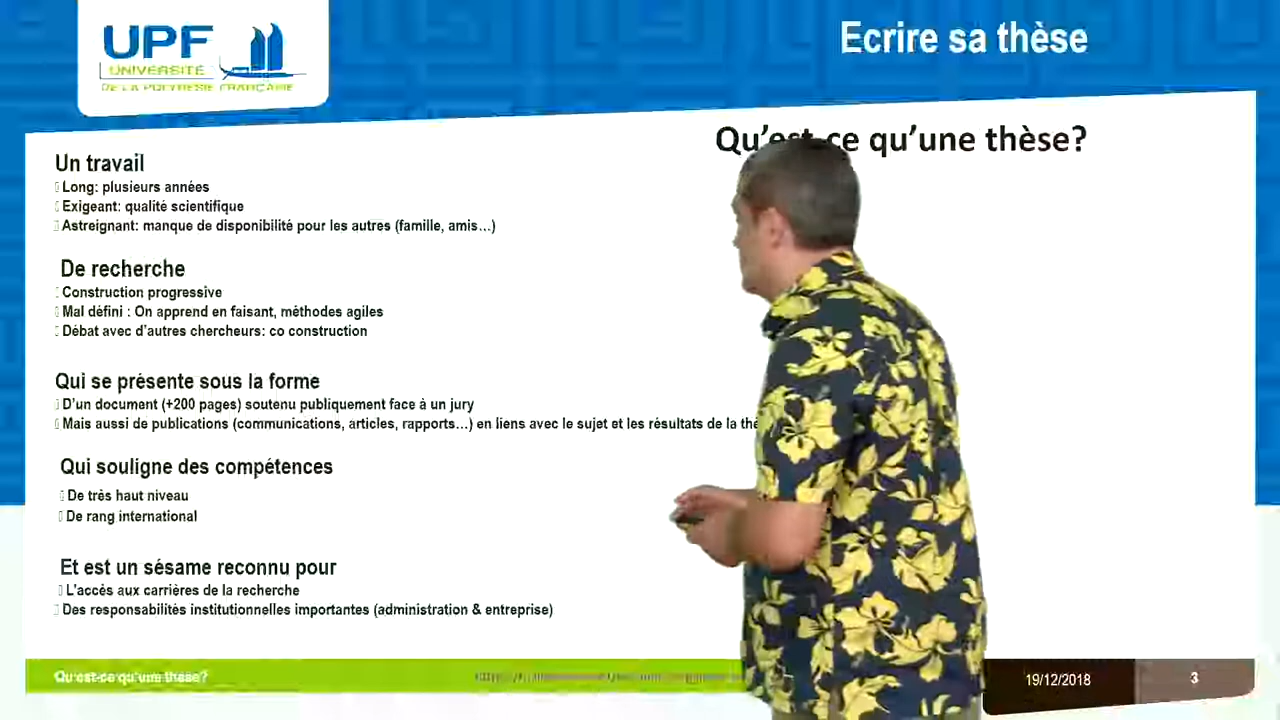 UPF
UNIVERSITÉ
DE LA POLYNÉSIE FRANÇAISE
Ecrire sa thèse
Qu'est-ce qu'une thèse?
Un travail
Long: plusieurs années
Exigeant: qualité scientifique
Astreignant: manque de disponibilité pour les autres (famille, amis...)
De recherche
Construction progressive
Mal défini : On apprend en faisant, méthodes agiles
Débat avec d'autres chercheurs: co construction
Qui se présente sous la forme
D'un document (+200 pages) soutenu publiquement face à un jury
Mais aussi de publications (communications, articles, rapports...) en liens avec le sujet et les résultats de la
Qui souligne des compétences
De très haut niveau
De rang international
Et est un sésame reconnu pour
L'accès aux carrières de la recherche
Des responsabilités institutionnelles importantes (administration & entreprise)
Qu'est-ce qu'une thèse?
19/12/2018
3